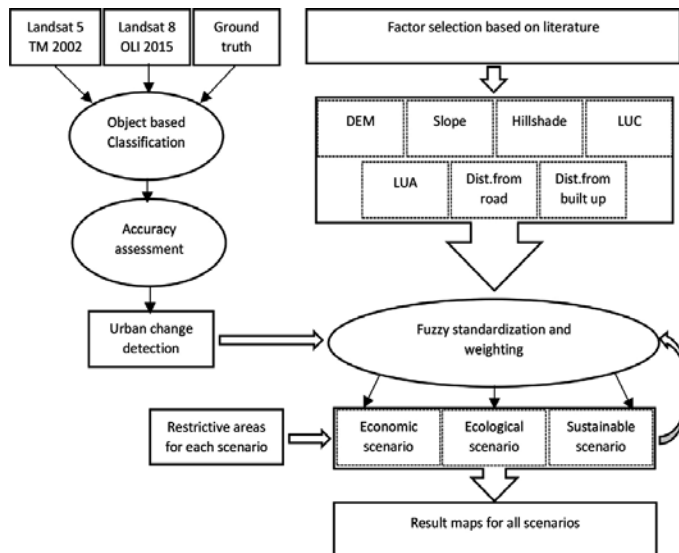 Landsat 5
TM 2002
Landsat 8
OLI 2015
Ground
truth
Factor selection based on literature
Object based
Classification
DEM
Slope
Hillshade
LUC
LUA
Dist.from
road
Dist.from
built up
Accuracy
assessment
Urban change
detection
Fuzzy standardization and
weighting
Restrictive areas
for each scenario
Economic
scenario
Ecological
scenario
Sustainable
scenario
Result maps for all scenarios